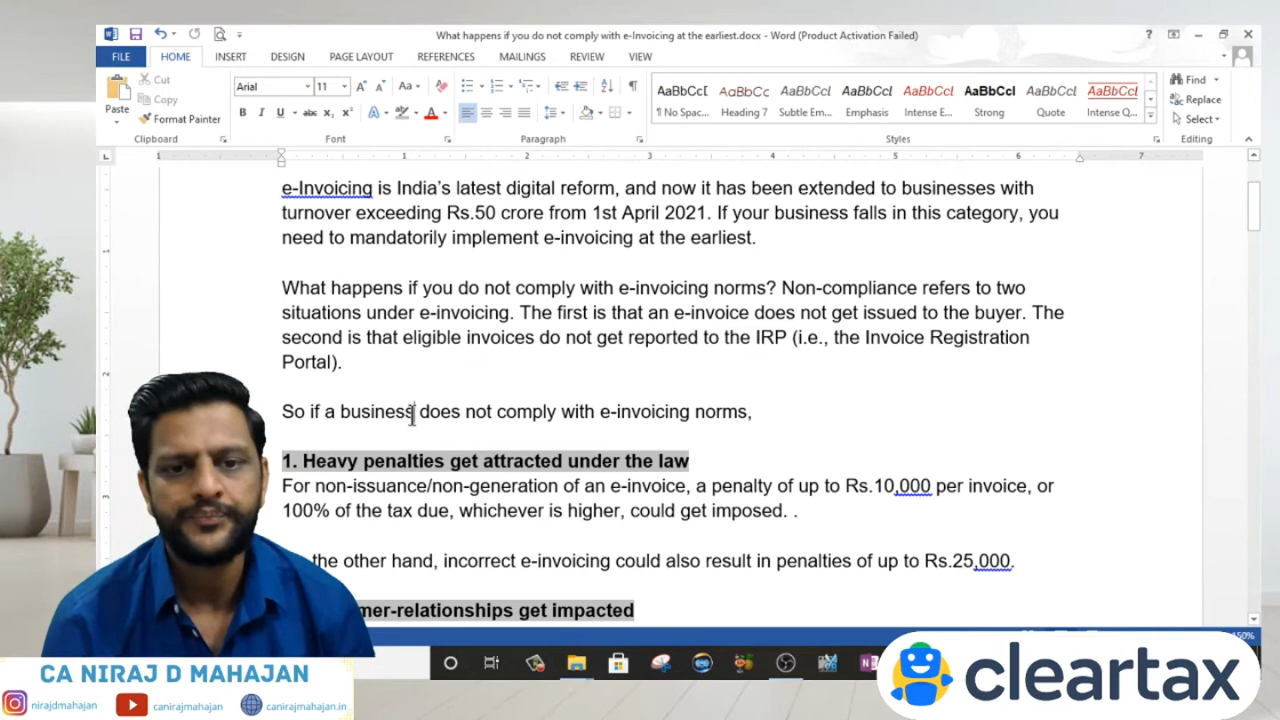 What happens if you do not comply with e-Invoicing at the earliest.docx - Word (Product Activation Failed)
FILE HOME INSERT DESIGN PAGE LAYOUT REFERENCES MAILINGS REVIEW VIEW
Paste
Cut
Copy
Format Painter
Clipboard
Arial 11
Font
Paragraph
AaBbCcI AaBbCc AaBbCcI AaBbCcI AaBbCcI AaBbCcI AaBbCcI AaBbCcI
¶ No Spac... Heading 7 Subtle Em... Emphasis Intense E... Strong Quote Intense Q...
Styles
Find
Replace
Select
Editing
1 1 2 3 4 5 6 7
e-Invoicing is India's latest digital reform, and now it has been extended to businesses with
turnover exceeding Rs.50 crore from 1st April 2021. If your business falls in this category, you
need to mandatorily implement e-invoicing at the earliest.
What happens if you do not comply with e-invoicing norms? Non-compliance refers to two
situations under e-invoicing. The first is that an e-invoice does not get issued to the buyer. The
second is that eligible invoices do not get reported to the IRP (i.e., the Invoice Registration
Portal).
So if a business does not comply with e-invoicing norms,
1. Heavy penalties get attracted under the law
For non-issuance/non-generation of an e-invoice, a penalty of up to Rs.10,000 per invoice, or
100% of the tax due, whichever is higher, could get imposed. .
the other hand, incorrect e-invoicing could also result in penalties of up to Rs.25,000.
mer-relationships get impacted
150%
CA NIRAJ D MAHAJAN
nirajdmahajan canirajmahajan canirajmahajan.in
cleartax